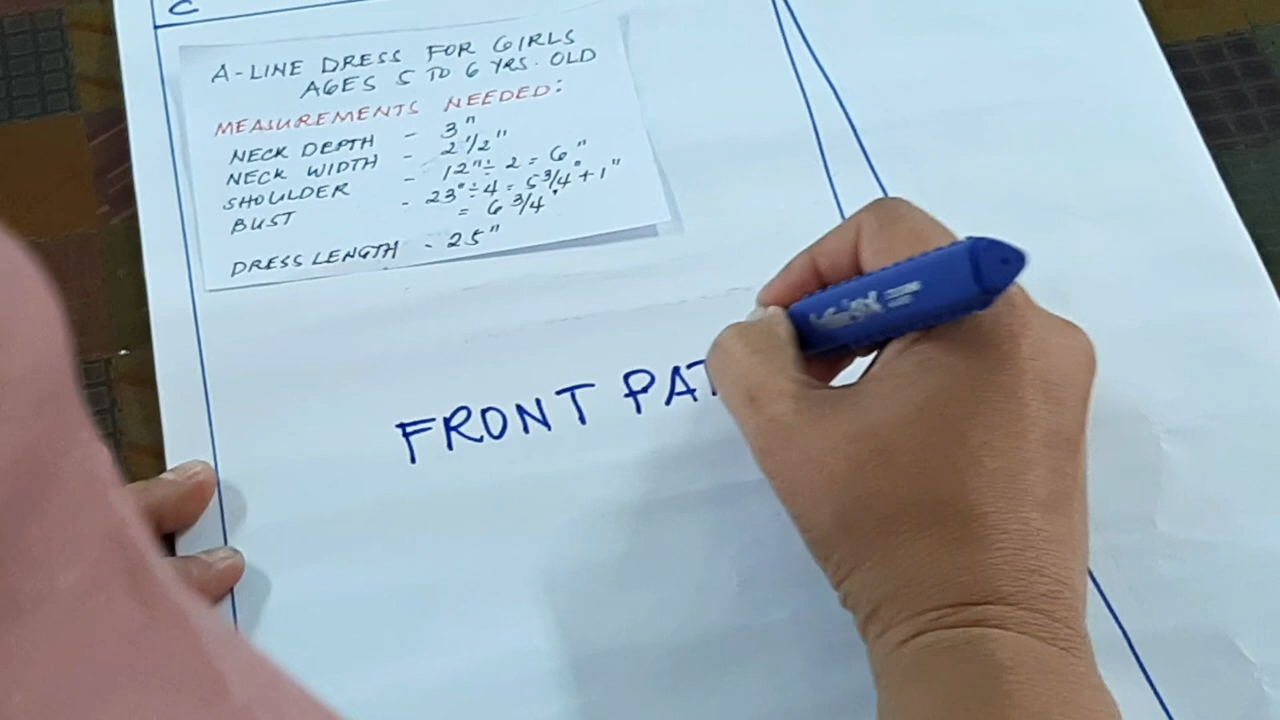 C
A-LINE DRESS FOR GIRLS
AGES 5 TO 6 YRS. OLD
MEASUREMENTS NEEDED:
NECK DEPTH - 3"
NECK WIDTH - 2 1/2"
SHOULDER - 12" ÷ 2 = 6"
BUST - 23" ÷ 4 = 5 3/4" + 1"
= 6 3/4"
DRESS LENGTH - 25"
FRONT PAT